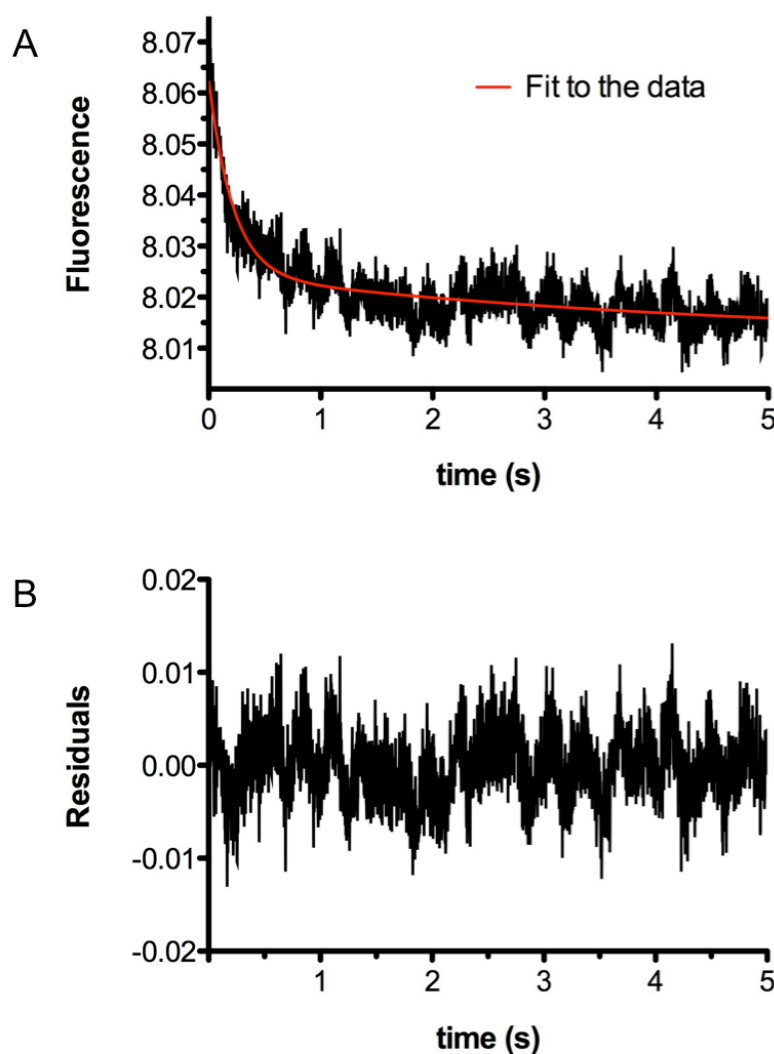 A
8.07
8.06
8.05
8.04
8.03
8.02
8.01
Fluorescence
Fit to the data
0 1 2 3 4 5
time (s)
B
0.02
0.01
0.00
-0.01
-0.02
Residuals
1 2 3 4 5
time (s)